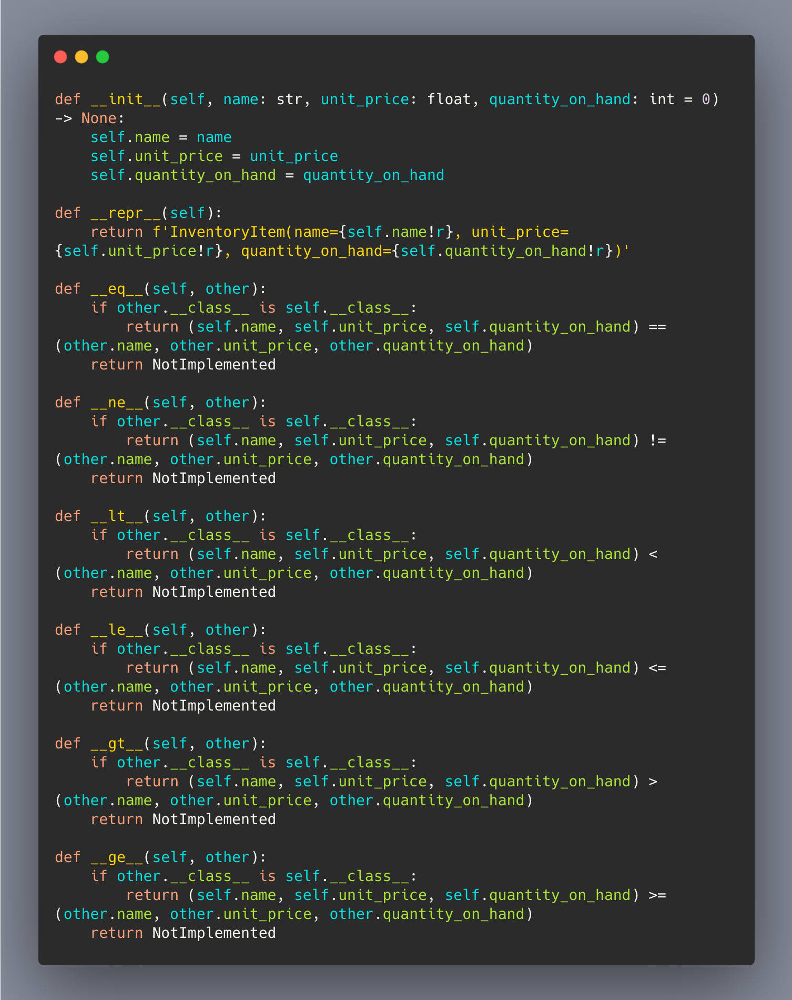 def __init__(self, name: str, unit_price: float, quantity_on_hand: int = 0)
-> None:
    self.name = name
    self.unit_price = unit_price
    self.quantity_on_hand = quantity_on_hand

def __repr__(self):
    return f'InventoryItem(name={self.name!r}, unit_price=
{self.unit_price!r}, quantity_on_hand={self.quantity_on_hand!r})'

def __eq__(self, other):
    if other.__class__ is self.__class__:
        return (self.name, self.unit_price, self.quantity_on_hand) ==
(other.name, other.unit_price, other.quantity_on_hand)
    return NotImplemented

def __ne__(self, other):
    if other.__class__ is self.__class__:
        return (self.name, self.unit_price, self.quantity_on_hand) !=
(other.name, other.unit_price, other.quantity_on_hand)
    return NotImplemented

def __lt__(self, other):
    if other.__class__ is self.__class__:
        return (self.name, self.unit_price, self.quantity_on_hand) <
(other.name, other.unit_price, other.quantity_on_hand)
    return NotImplemented

def __le__(self, other):
    if other.__class__ is self.__class__:
        return (self.name, self.unit_price, self.quantity_on_hand) <=
(other.name, other.unit_price, other.quantity_on_hand)
    return NotImplemented

def __gt__(self, other):
    if other.__class__ is self.__class__:
        return (self.name, self.unit_price, self.quantity_on_hand) >
(other.name, other.unit_price, other.quantity_on_hand)
    return NotImplemented

def __ge__(self, other):
    if other.__class__ is self.__class__:
        return (self.name, self.unit_price, self.quantity_on_hand) >=
(other.name, other.unit_price, other.quantity_on_hand)
    return NotImplemented